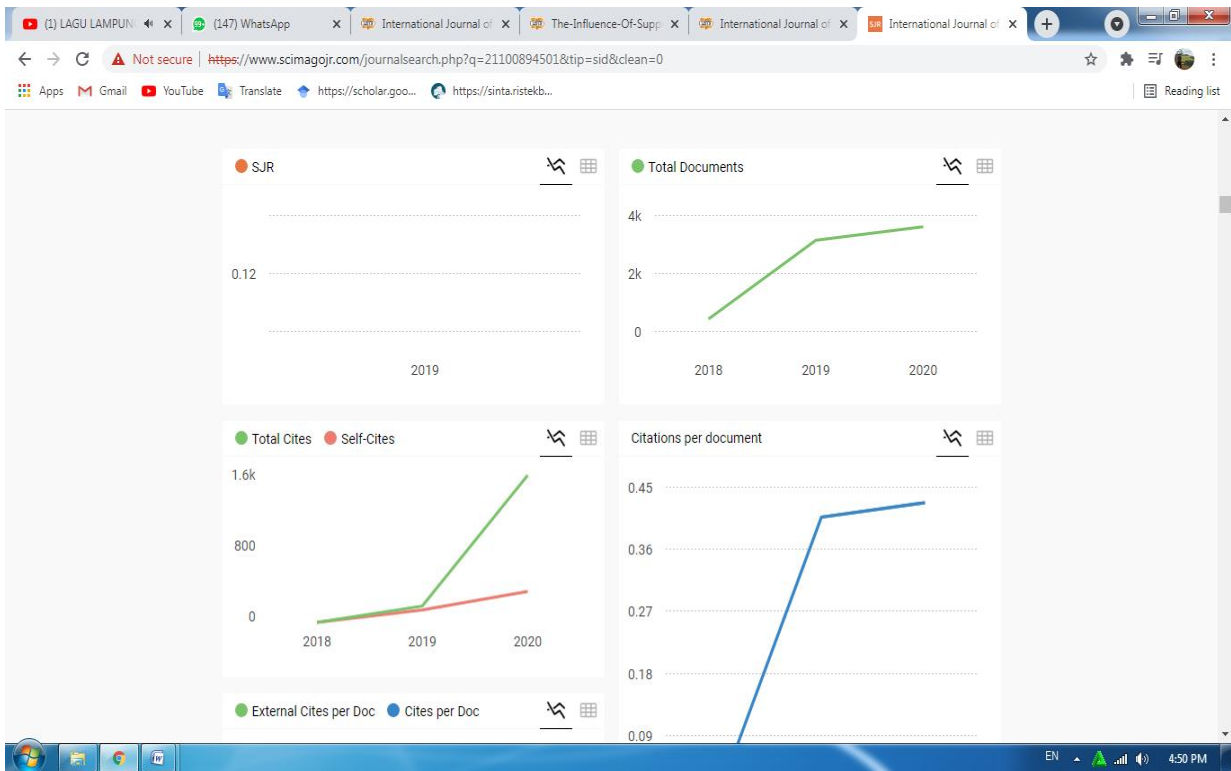 (1) LAGU LAMPUN
(147) WhatsApp
International Journal of
The-Influence-Of-Supp
International Journal of
SJR International Journal of
Not secure | https://www.scimagojr.com/journalsearch.php?q=21100894501&tip=sid&clean=0
Apps Gmail YouTube Translate https://scholar.goo... https://sinta.ristekb... Reading list
SJR
0.12
2019
Total Documents
4k
2k
0
2018 2019 2020
Total Cites Self-Cites
1.6k
800
0
2018 2019 2020
Citations per document
0.45
0.36
0.27
0.18
0.09
External Cites per Doc Cites per Doc
EN 4:50 PM